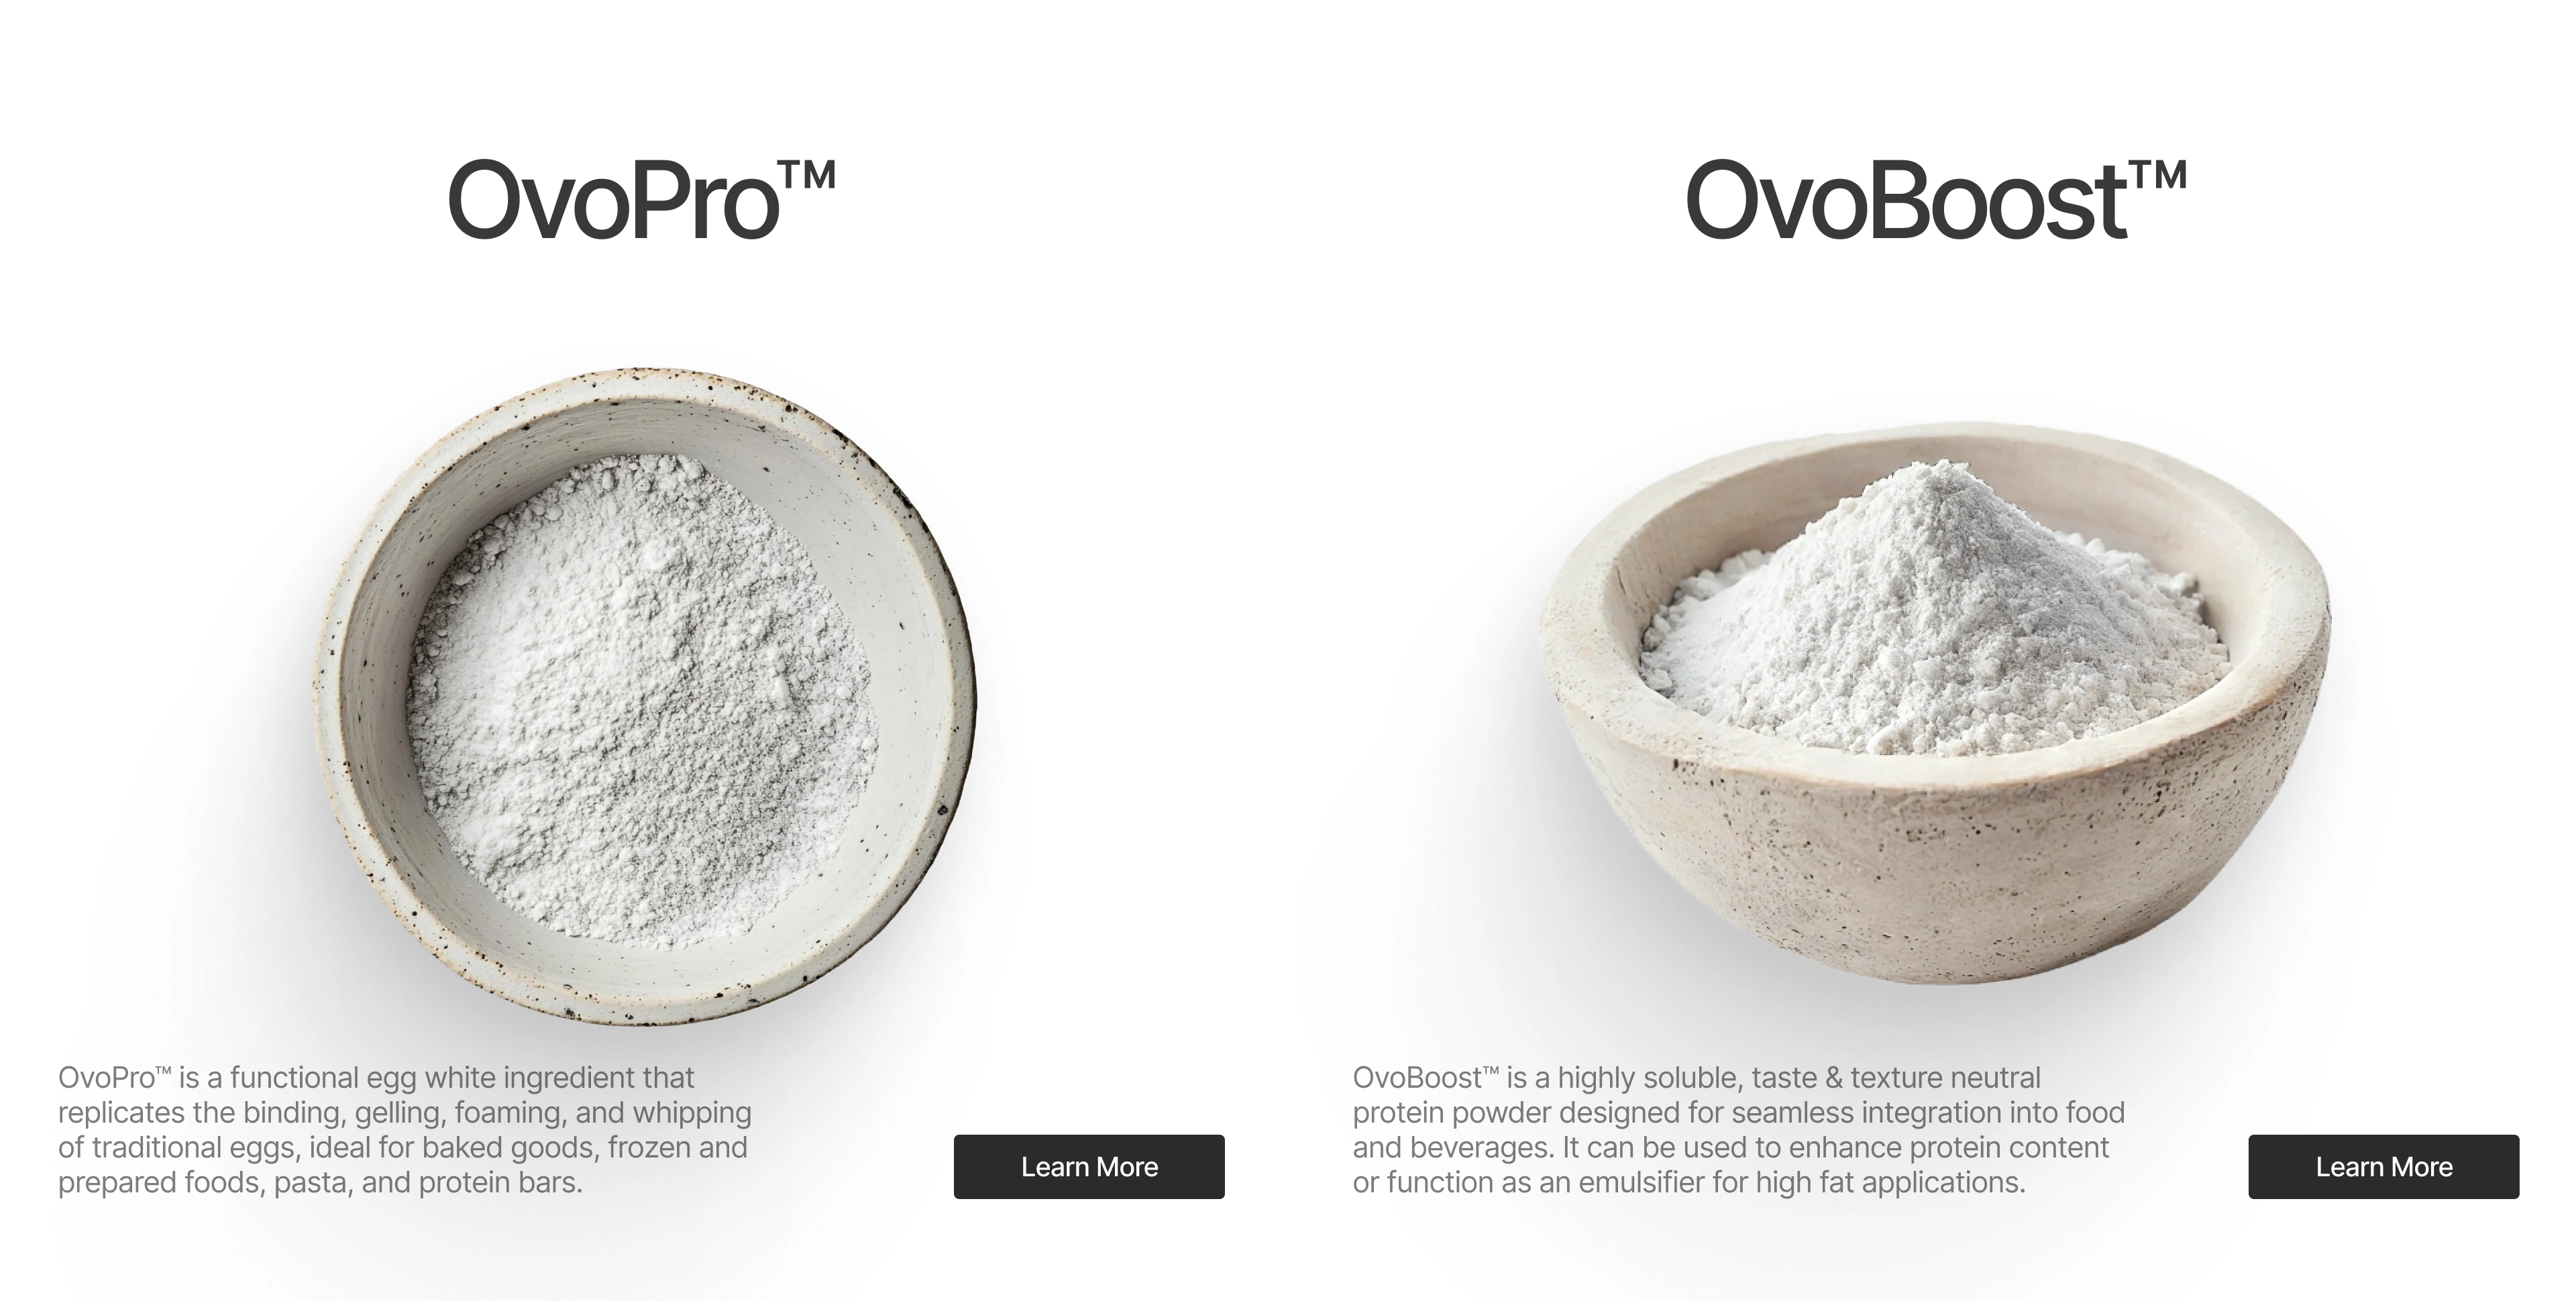 OvoPro™
OvoPro™ is a functional egg white ingredient that
replicates the binding, gelling, foaming, and whipping
of traditional eggs, ideal for baked goods, frozen and
prepared foods, pasta, and protein bars.
Learn More
OvoBoost™
OvoBoost™ is a highly soluble, taste & texture neutral
protein powder designed for seamless integration into food
and beverages. It can be used to enhance protein content
or function as an emulsifier for high fat applications.
Learn More